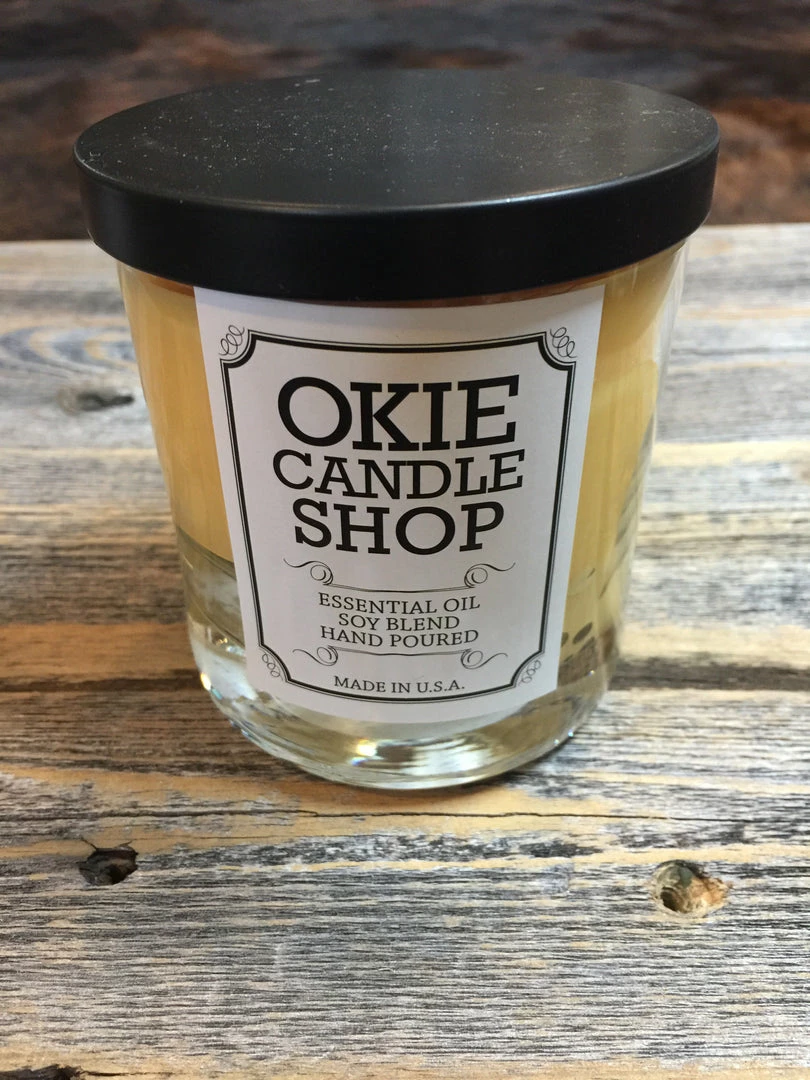 OKIE
CANDLE
SHOP
ESSENTIAL OIL
SOY BLEND
HAND POURED
MADE IN U.S.A.